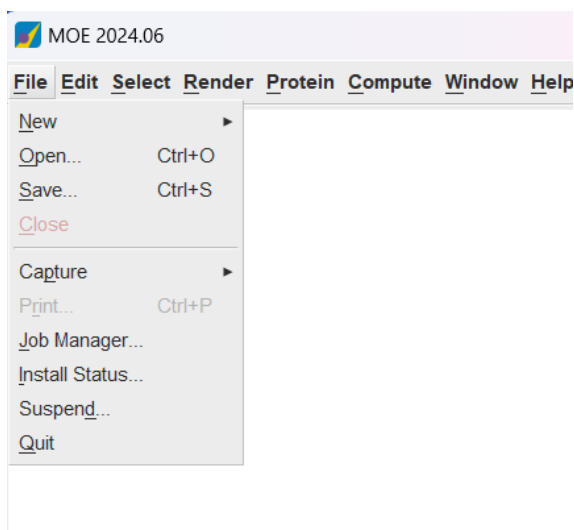 MOE 2024.06
File Edit Select Render Protein Compute Window Help
New
Open... Ctrl+O
Save... Ctrl+S
Close
Capture
Print... Ctrl+P
Job Manager...
Install Status...
Suspend...
Quit